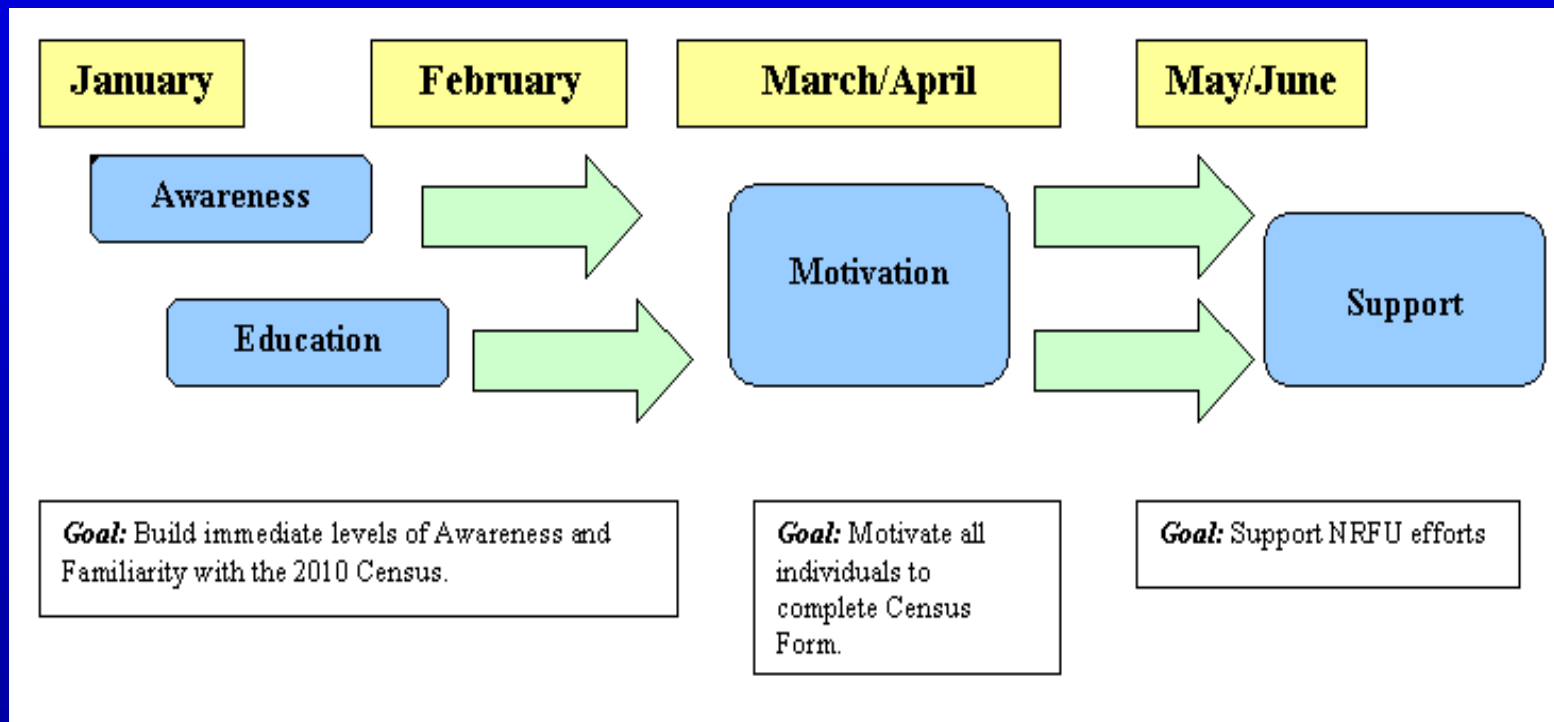 January
February
March/April
May/June
Awareness
Education
Motivation
Support
Goal: Build immediate levels of Awareness and
Familiarity with the 2010 Census.
Goal: Motivate all
individuals to
complete Census
Form.
Goal: Support NRFU efforts